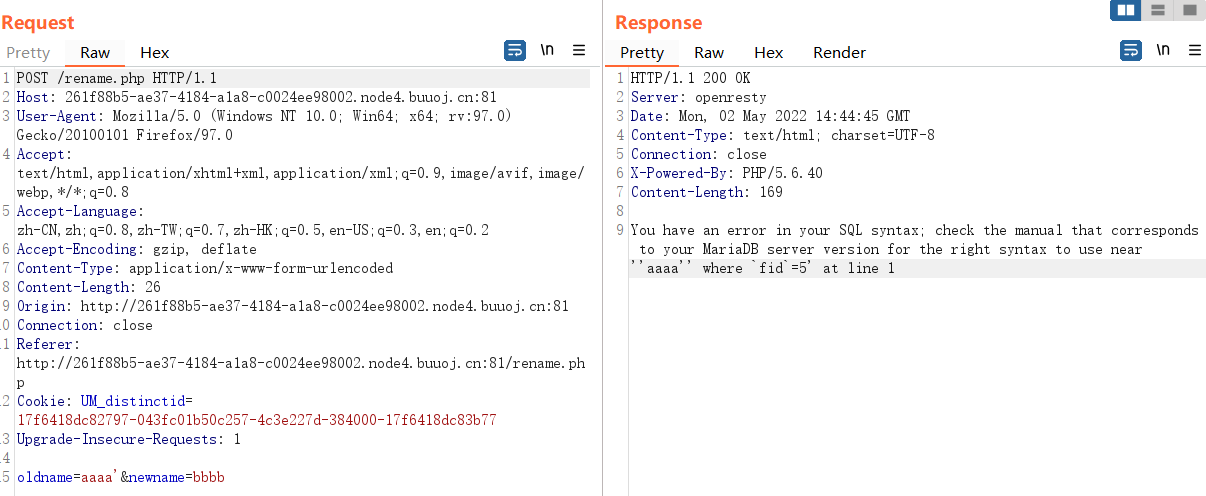 Request
Pretty Raw Hex
\n
1 POST /rename.php HTTP/1.1
2 Host: 261f88b5-ae37-4184-a1a8-c0024ee98002.node4.buuoj.cn:81
3 User-Agent: Mozilla/5.0 (Windows NT 10.0; Win64; x64; rv:97.0)
Gecko/20100101 Firefox/97.0
4 Accept:
text/html,application/xhtml+xml,application/xml;q=0.9,image/avif,image/
webp,*/*;q=0.8
5 Accept-Language:
zh-CN,zh;q=0.8,zh-TW;q=0.7,zh-HK;q=0.5,en-US;q=0.3,en;q=0.2
6 Accept-Encoding: gzip, deflate
7 Content-Type: application/x-www-form-urlencoded
8 Content-Length: 26
9 Origin: http://261f88b5-ae37-4184-a1a8-c0024ee98002.node4.buuoj.cn:81
0 Connection: close
1 Referer:
http://261f88b5-ae37-4184-a1a8-c0024ee98002.node4.buuoj.cn:81/rename.ph
p
2 Cookie: UM_distinctid=
17f6418dc82797-043fc01b50c257-4c3e227d-384000-17f6418dc83b77
3 Upgrade-Insecure-Requests: 1
4
5 oldname=aaaa'&newname=bbbb
Response
Pretty Raw Hex Render
\n
1 HTTP/1.1 200 OK
2 Server: openresty
3 Date: Mon, 02 May 2022 14:44:45 GMT
4 Content-Type: text/html; charset=UTF-8
5 Connection: close
6 X-Powered-By: PHP/5.6.40
7 Content-Length: 169
8
9 You have an error in your SQL syntax; check the manual that corresponds
to your MariaDB server version for the right syntax to use near
''aaaa'' where `fid`=5' at line 1